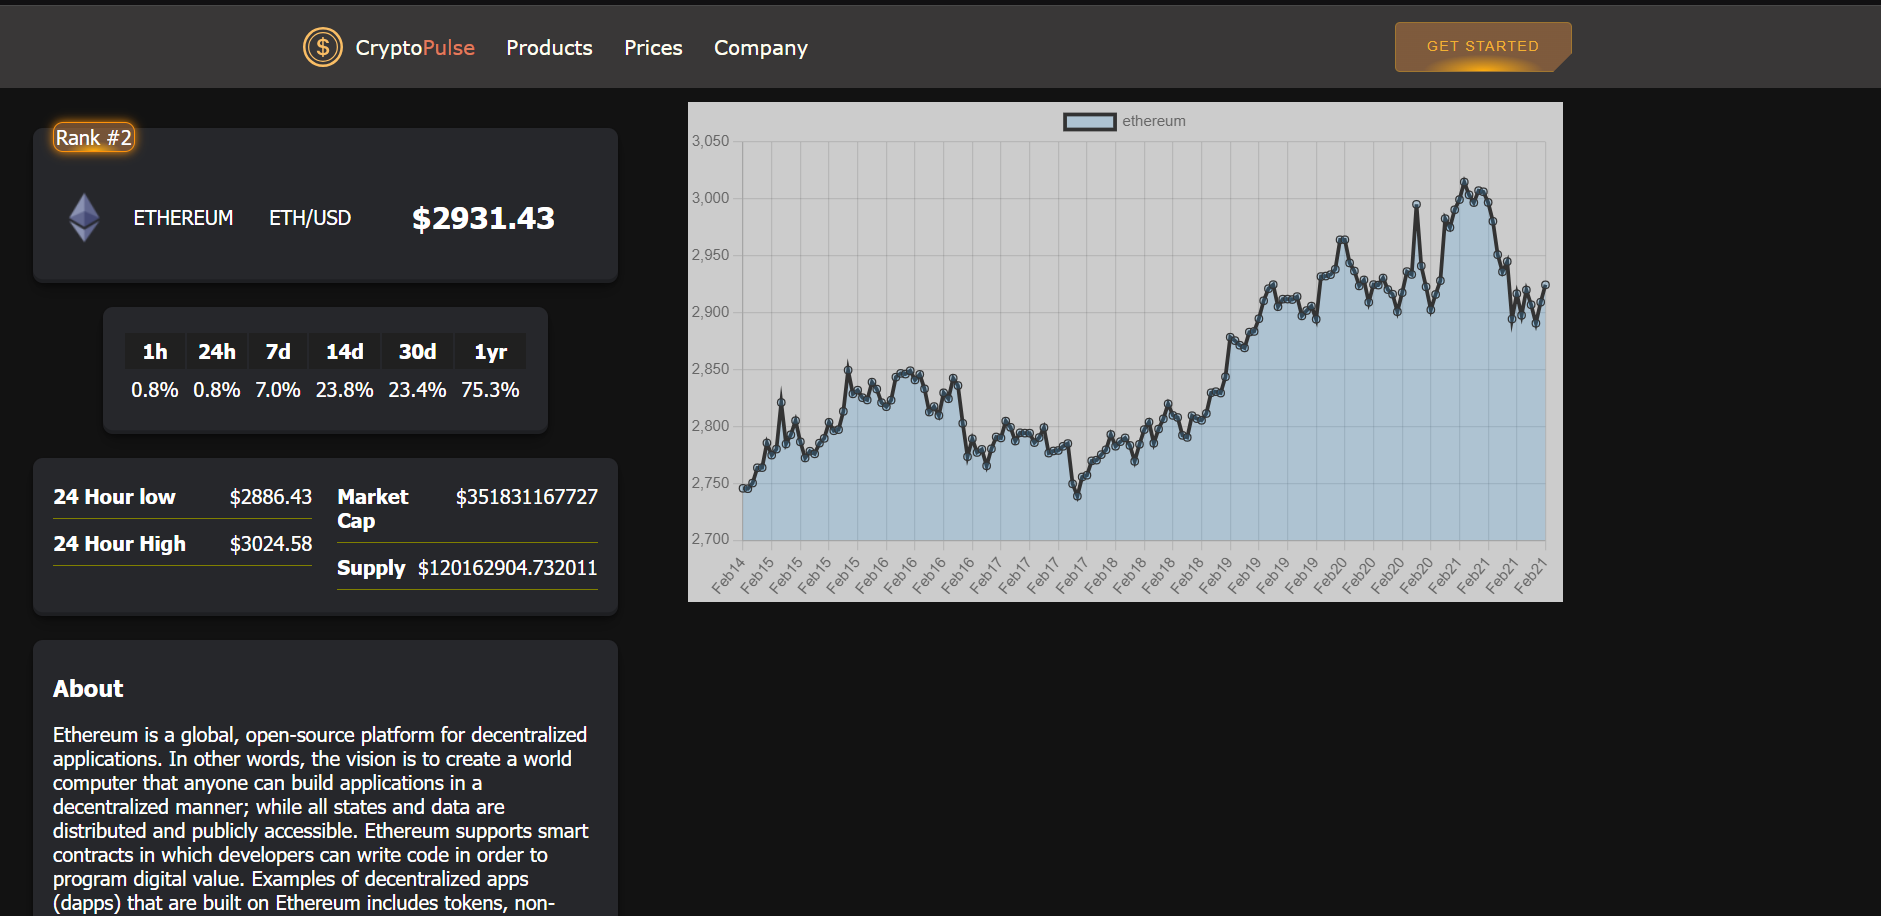 $ CryptoPulse Products Prices Company GET STARTED
Rank #2
ETHEREUM ETH/USD $2931.43
1h 24h 7d 14d 30d 1yr
0.8% 0.8% 7.0% 23.8% 23.4% 75.3%
24 Hour low $2886.43
24 Hour High $3024.58
Market $351831167727
Cap
Supply $120162904.732011
About
Ethereum is a global, open-source platform for decentralized
applications. In other words, the vision is to create a world
computer that anyone can build applications in a
decentralized manner; while all states and data are
distributed and publicly accessible. Ethereum supports smart
contracts in which developers can write code in order to
program digital value. Examples of decentralized apps
(dapps) that are built on Ethereum includes tokens, non-
ethereum
3,050
3,000
2,950
2,900
2,850
2,800
2,750
2,700
Feb14 Feb15 Feb15 Feb15 Feb15 Feb16 Feb16 Feb16 Feb16 Feb17 Feb17 Feb17 Feb17 Feb18 Feb18 Feb18 Feb18 Feb19 Feb19 Feb19 Feb19 Feb20 Feb20 Feb20 Feb20 Feb21 Feb21 Feb21 Feb21